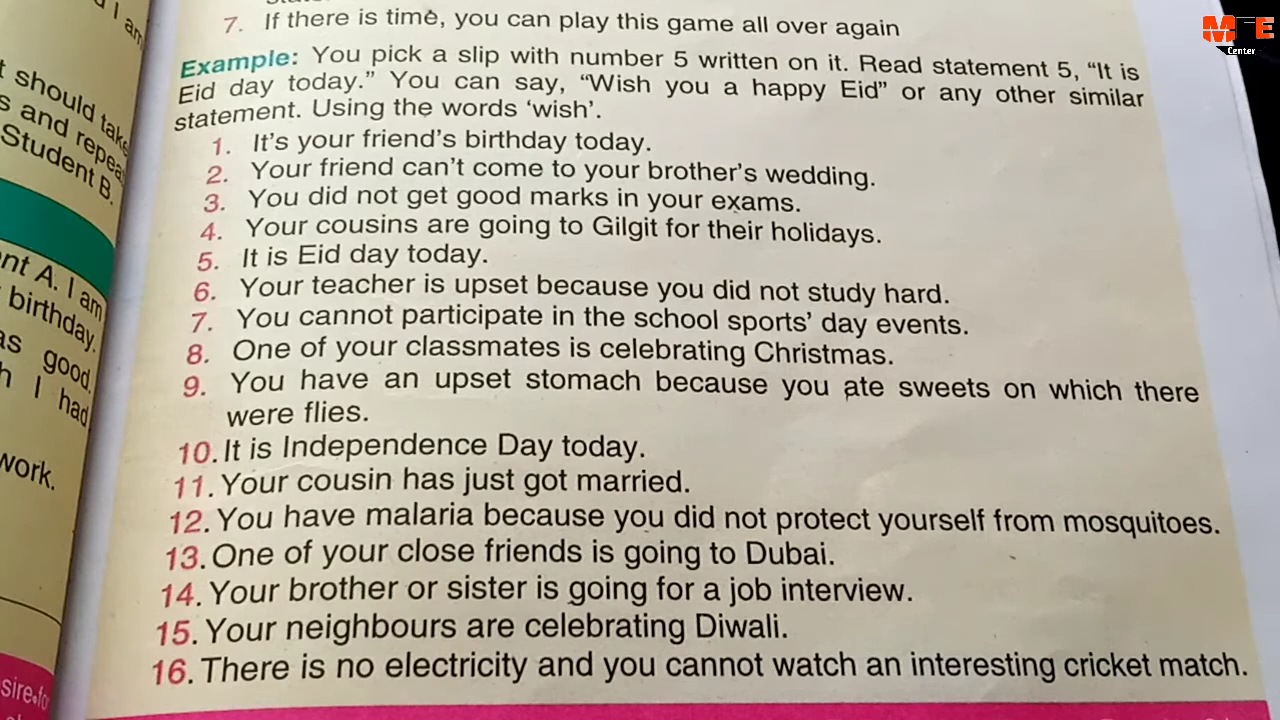 7. If there is time, you can play this game all over again
Example: You pick a slip with number 5 written on it. Read statement 5, “It is
Eid day today.” You can say, “Wish you a happy Eid” or any other similar
statement. Using the words ‘wish’.
1. It’s your friend’s birthday today.
2. Your friend can’t come to your brother’s wedding.
3. You did not get good marks in your exams.
4. Your cousins are going to Gilgit for their holidays.
5. It is Eid day today.
6. Your teacher is upset because you did not study hard.
7. You cannot participate in the school sports’ day events.
8. One of your classmates is celebrating Christmas.
9. You have an upset stomach because you ate sweets on which there
were flies.
10. It is Independence Day today.
11. Your cousin has just got married.
12. You have malaria because you did not protect yourself from mosquitoes.
13. One of your close friends is going to Dubai.
14. Your brother or sister is going for a job interview.
15. Your neighbours are celebrating Diwali.
16. There is no electricity and you cannot watch an interesting cricket match.
I am
should
s and
Student B.
nt A. I am
birthday.
as good.
I had
work.
Center